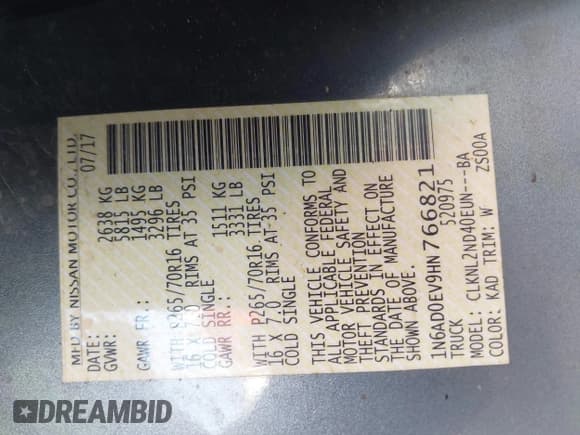 MFD BY NISSAN MOTOR CO., LTD.
DATE: 07/17
GVWR: 2638 KG
5815 LB
GAWR FR.: 1495 KG
3296 LB
WITH P265/70R16 TIRES
16 X 7.0 RIMS AT 35 PSI
COLD SINGLE
GAWR RR.: 1511 KG
3331 LB
WITH P265/70R16 TIRES
16 X 7.0 RIMS AT 35 PSI
COLD SINGLE
THIS VEHICLE CONFORMS TO
ALL APPLICABLE FEDERAL
MOTOR VEHICLE SAFETY AND
THEFT PREVENTION
STANDARDS IN EFFECT ON
THE DATE OF MANUFACTURE
SHOWN ABOVE.
1N6AD0EV9HN766821
TRUCK 520975
MODEL: CLKNL2ND40EUN---BA
COLOR: KAD TRIM: W ZS00A
DREAMBID